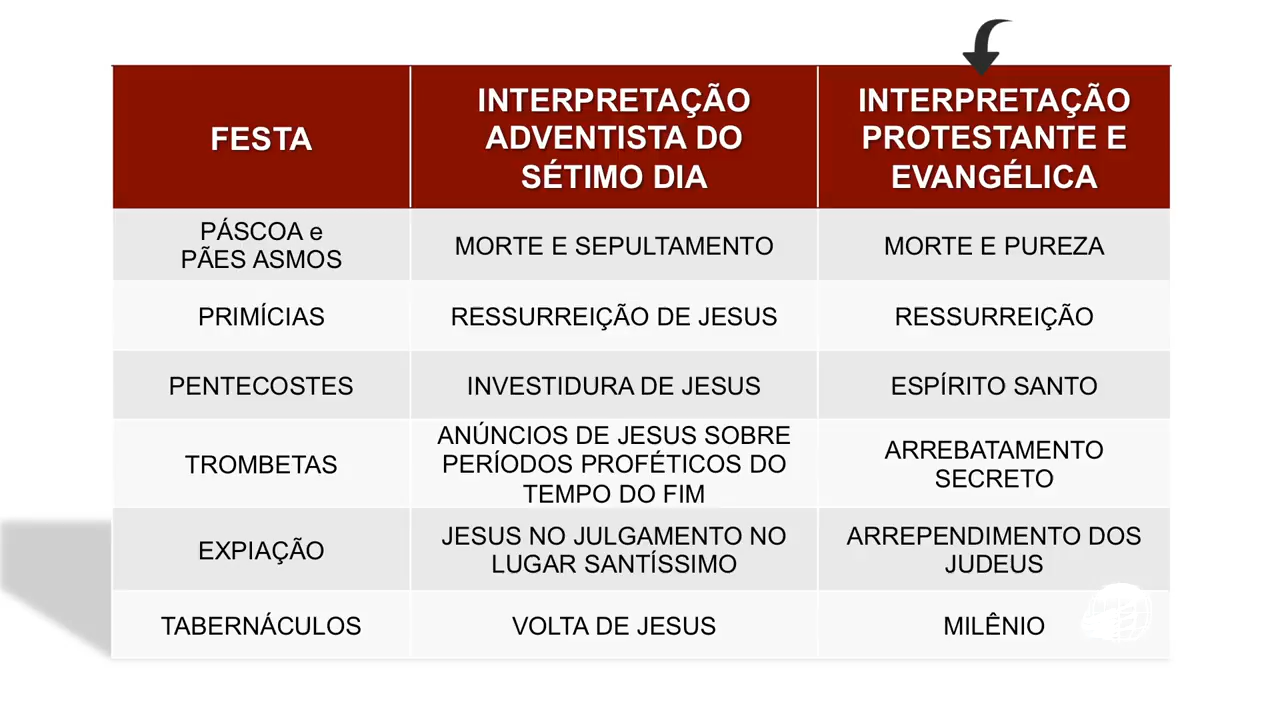 FESTA
INTERPRETAÇÃO
ADVENTISTA DO
SÉTIMO DIA
INTERPRETAÇÃO
PROTESTANTE E
EVANGÉLICA
PÁSCOA e
PÃES ASMOS
MORTE E SEPULTAMENTO
MORTE E PUREZA
PRIMÍCIAS
RESSURREIÇÃO DE JESUS
RESSURREIÇÃO
PENTECOSTES
INVESTIDURA DE JESUS
ESPÍRITO SANTO
TROMBETAS
ANÚNCIOS DE JESUS SOBRE
PERÍODOS PROFÉTICOS DO
TEMPO DO FIM
ARREBATAMENTO
SECRETO
EXPIAÇÃO
JESUS NO JULGAMENTO NO
LUGAR SANTÍSSIMO
ARREPENDIMENTO DOS
JUDEUS
TABERNÁCULOS
VOLTA DE JESUS
MILÊNIO